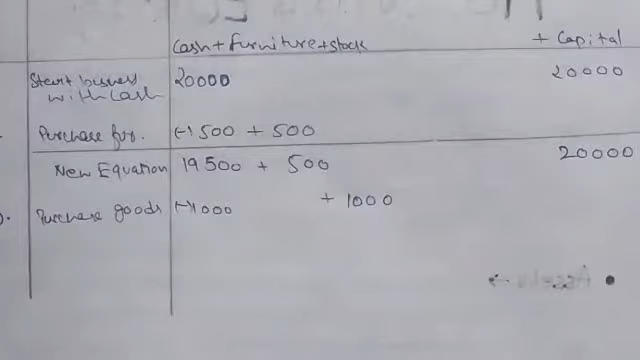 Cash + furniture + stock + Capital
Start business 20000 20000
with cash
Purchase fur. (-) 500 + 500
New Equation 19500 + 500 20000
Purchase goods (-) 1000 + 1000